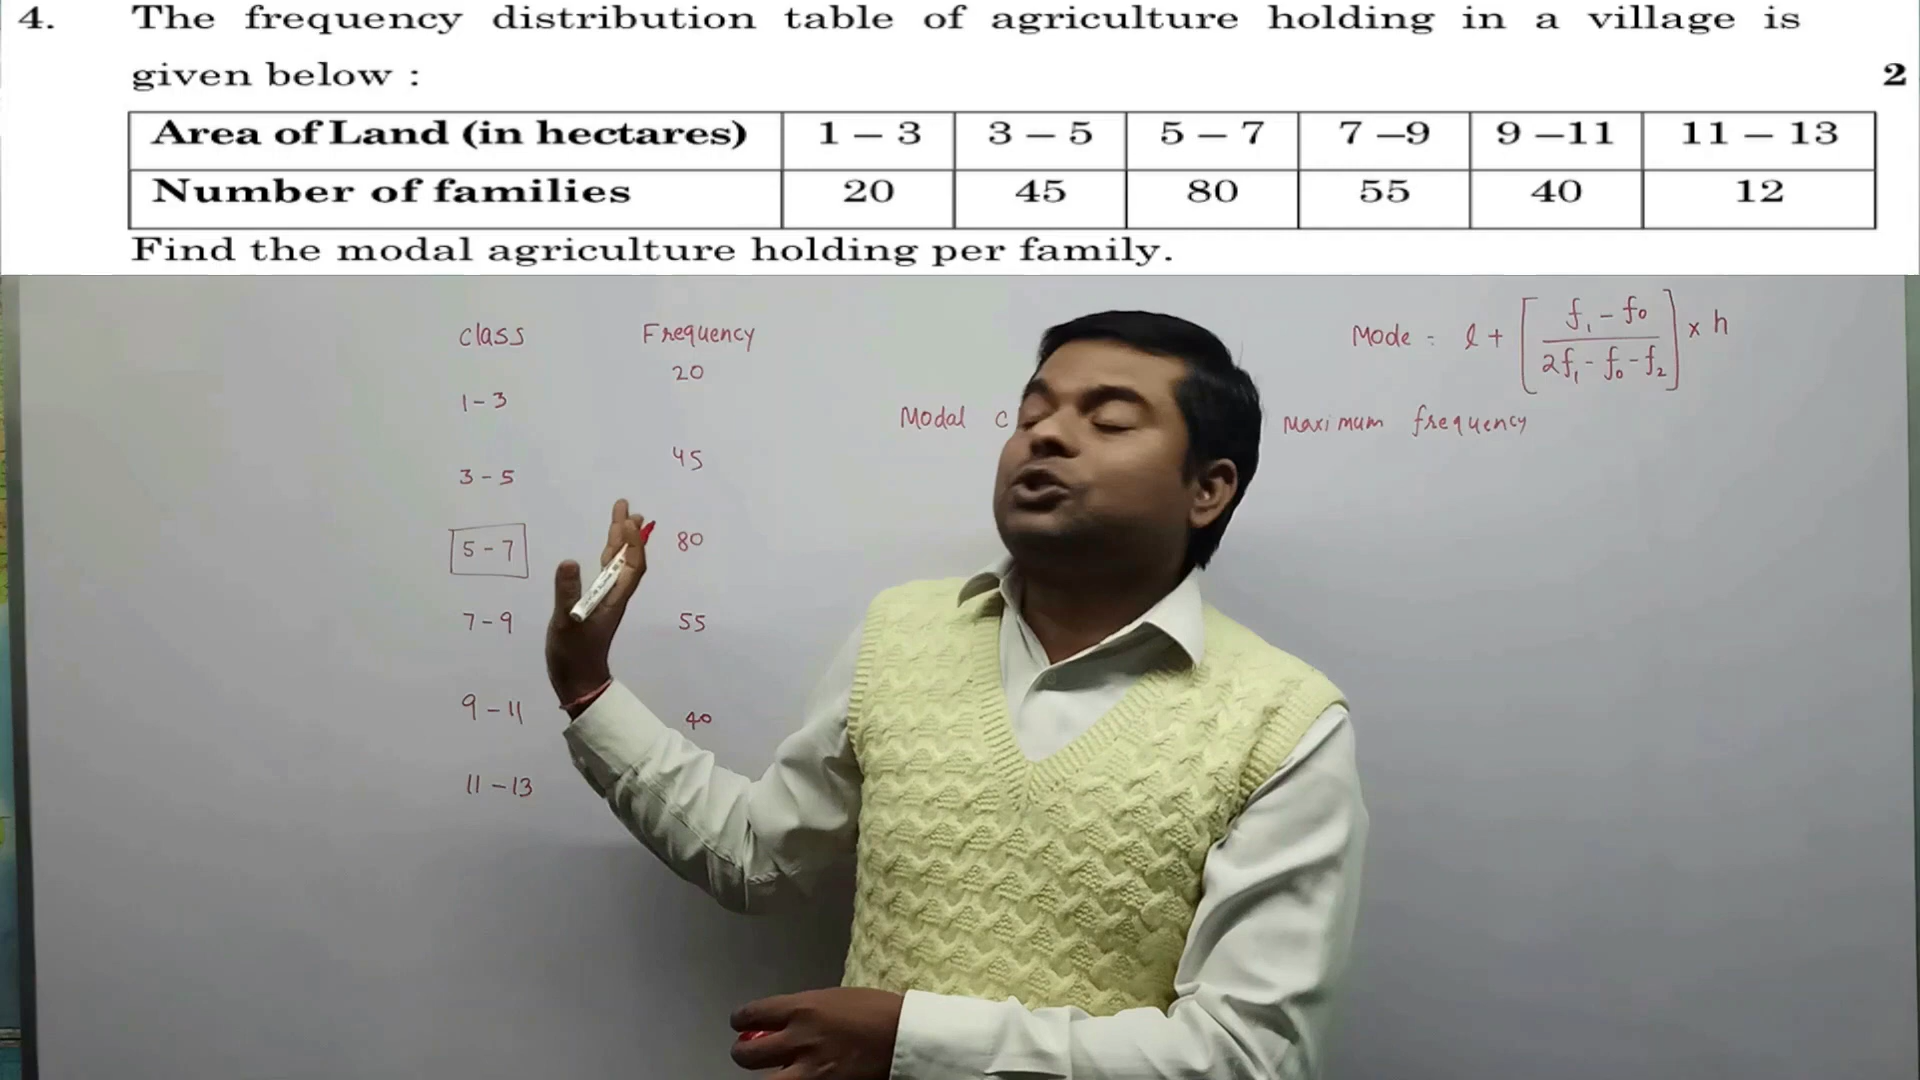 4. The frequency distribution table of agriculture holding in a village is
given below : 2
Area of Land (in hectares) 1 – 3 3 – 5 5 – 7 7 –9 9 –11 11 – 13
Number of families 20 45 80 55 40 12
Find the modal agriculture holding per family.
class Frequency
20
1 - 3
45
3 - 5
5 - 7 80
7 - 9 55
9 - 11 40
11 - 13
Mode = l + [ f₁ - f₀ / 2f₁ - f₀ - f₂ ] × h
Modal c Maximum frequency